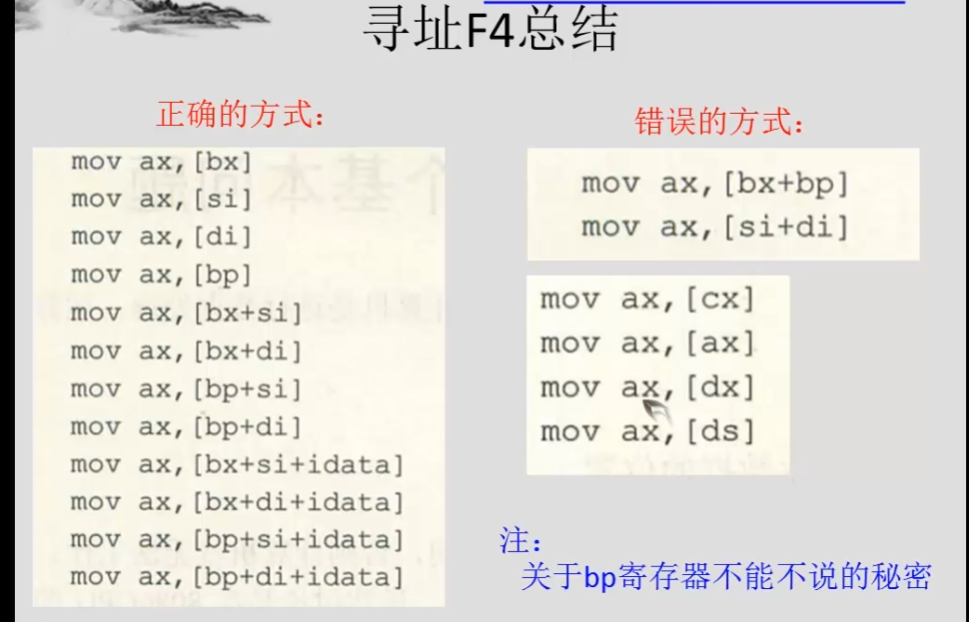 寻址F4总结
正确的方式：
mov ax,[bx]
mov ax,[si]
mov ax,[di]
mov ax,[bp]
mov ax,[bx+si]
mov ax,[bx+di]
mov ax,[bp+si]
mov ax,[bp+di]
mov ax,[bx+si+idata]
mov ax,[bx+di+idata]
mov ax,[bp+si+idata]
mov ax,[bp+di+idata]
错误的方式：
mov ax,[bx+bp]
mov ax,[si+di]
mov ax,[cx]
mov ax,[ax]
mov ax,[dx]
mov ax,[ds]
注：
关于bp寄存器不能不说的秘密